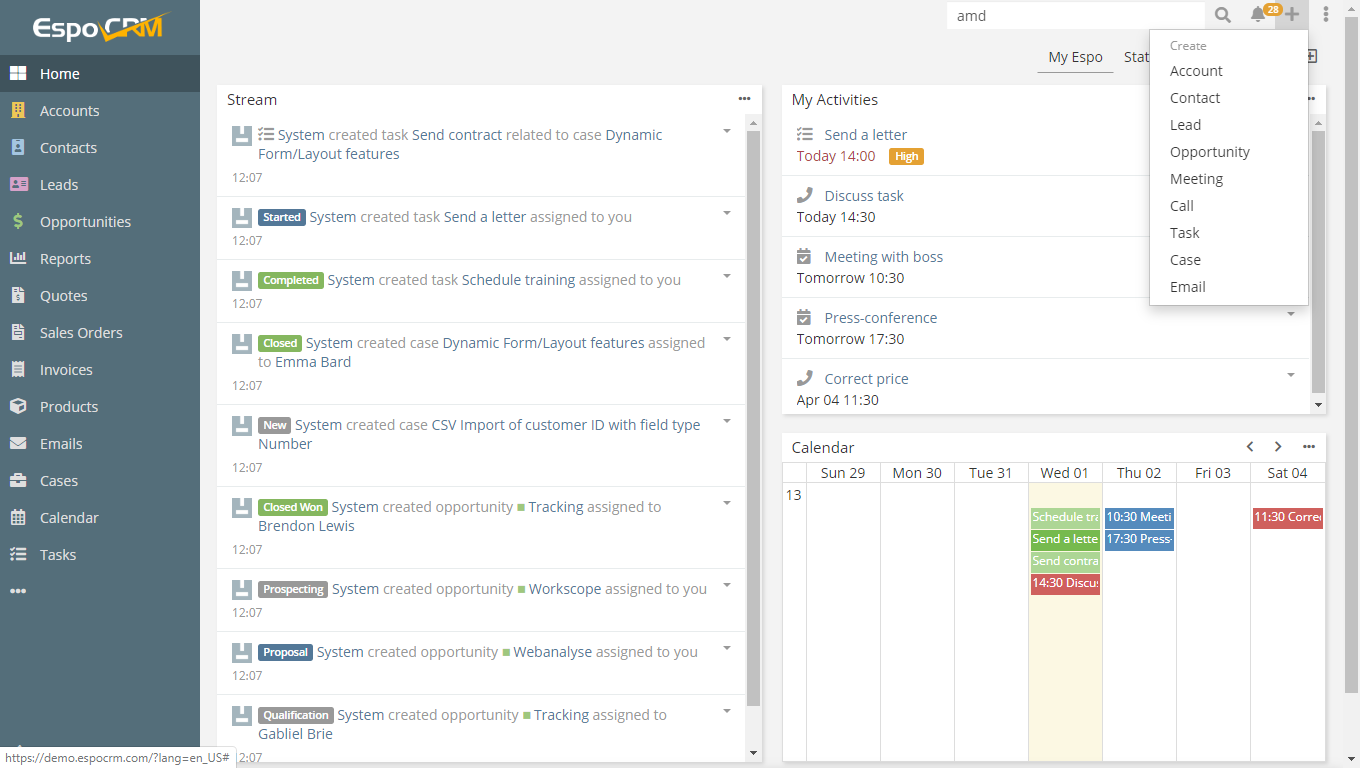 EspoCRM
amd
28
Home
Accounts
Contacts
Leads
Opportunities
Reports
Quotes
Sales Orders
Invoices
Products
Emails
Cases
Calendar
Tasks
My Espo
Stat
Create
Account
Contact
Lead
Opportunity
Meeting
Call
Task
Case
Email
Stream
System created task Send contract related to case Dynamic
Form/Layout features
12:07
Started System created task Send a letter assigned to you
12:07
Completed System created task Schedule training assigned to you
12:07
Closed System created case Dynamic Form/Layout features assigned
to Emma Bard
12:07
New System created case CSV Import of customer ID with field type
Number
12:07
Closed Won System created opportunity Tracking assigned to
Brendon Lewis
12:07
Prospecting System created opportunity Workscope assigned to you
12:07
Proposal System created opportunity Webanalyse assigned to you
12:07
Qualification System created opportunity Tracking assigned to
Gabliel Brie
2:07
My Activities
Send a letter
Today 14:00 High
Discuss task
Today 14:30
Meeting with boss
Tomorrow 10:30
Press-conference
Tomorrow 17:30
Correct price
Apr 04 11:30
Calendar
Sun 29 Mon 30 Tue 31 Wed 01 Thu 02 Fri 03 Sat 04
13
Schedule tra
Send a lette
Send contra
14:30 Discu
10:30 Meeti
17:30 Press-
11:30 Corre
https://demo.espocrm.com/?lang=en_US#